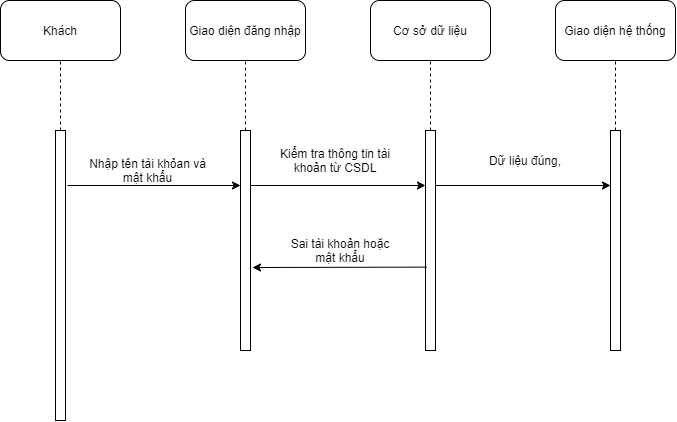 Khách
Giao diện đăng nhập
Cơ sở dữ liệu
Giao diện hệ thống
Nhập tên tài khỏan và
mật khẩu
Kiểm tra thông tin tài
khoản từ CSDL
Dữ liệu đúng,
Sai tài khoản hoặc
mật khẩu